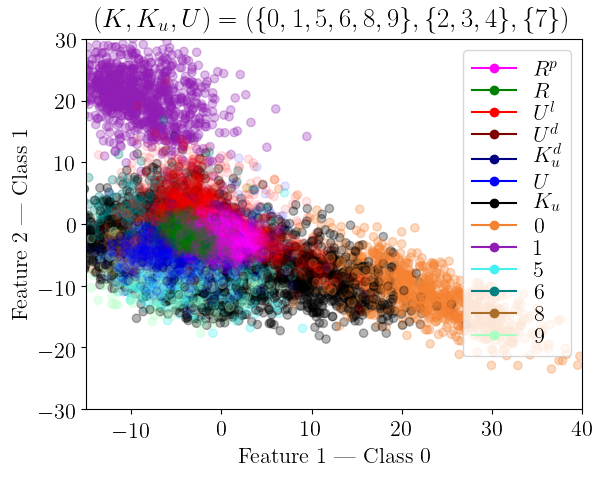 (K, K_u, U) = ({0, 1, 5, 6, 8, 9}, {2, 3, 4}, {7})
30
20
10
0
−10
−20
−30
Feature 2 — Class 1
R^p
R
U^l
U^d
K_u^d
U
K_u
0
1
5
6
8
9
−10
0
10
20
30
40
Feature 1 — Class 0